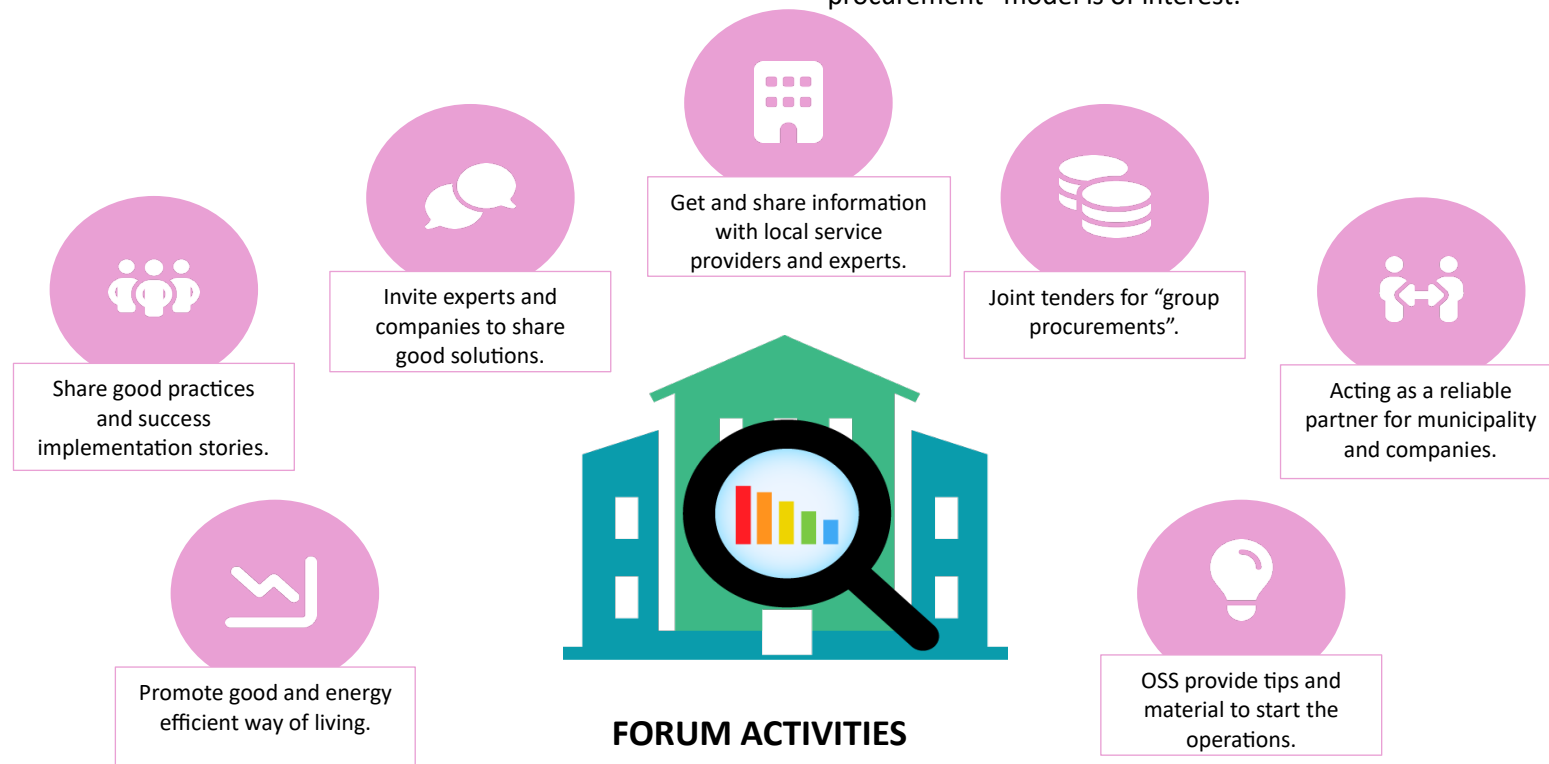 procurement” model is of interest.
Get and share information
with local service
providers and experts.
Invite experts and
companies to share
good solutions.
Joint tenders for “group
procurements”.
Share good practices
and success
implementation stories.
Acting as a reliable
partner for municipality
and companies.
Promote good and energy
efficient way of living.
OSS provide tips and
material to start the
operations.
FORUM ACTIVITIES